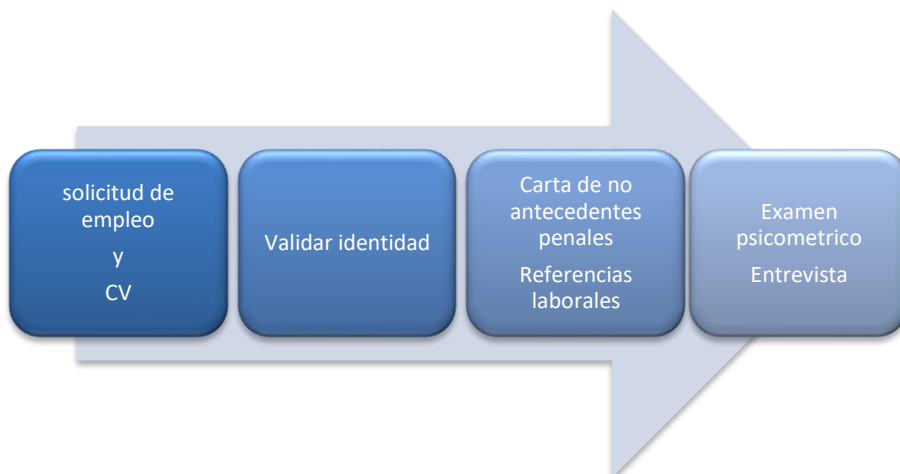 solicitud de
empleo
y
CV
Validar identidad
Carta de no
antecedentes
penales
Referencias
laborales
Examen
psicometrico
Entrevista